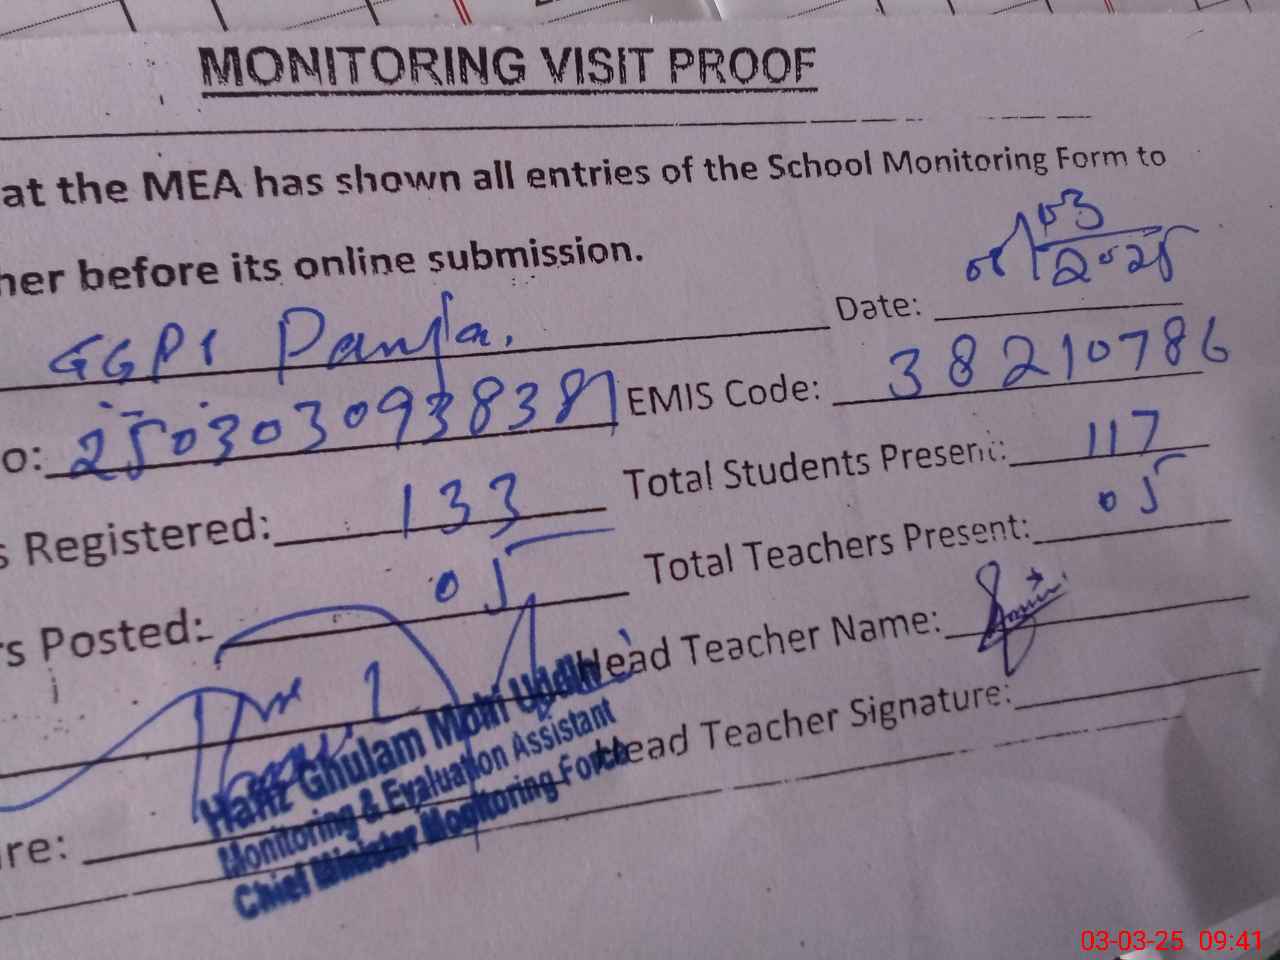 MONITORING VISIT PROOF
at the MEA has shown all entries of the School Monitoring Form to
her before its online submission.
GGPS Date: 03/2025
o: 2503030938381 EMIS Code: 38210786
s Registered: 133 Total Students Present: 117
rs Posted: 05 Total Teachers Present: 05
Head Teacher Name:
Hafiz Ghulam Mohi Uddin
Monitoring & Evaluation Assistant
Chief Minister Monitoring Force
Head Teacher Signature:
re:
03-03-25 09:41